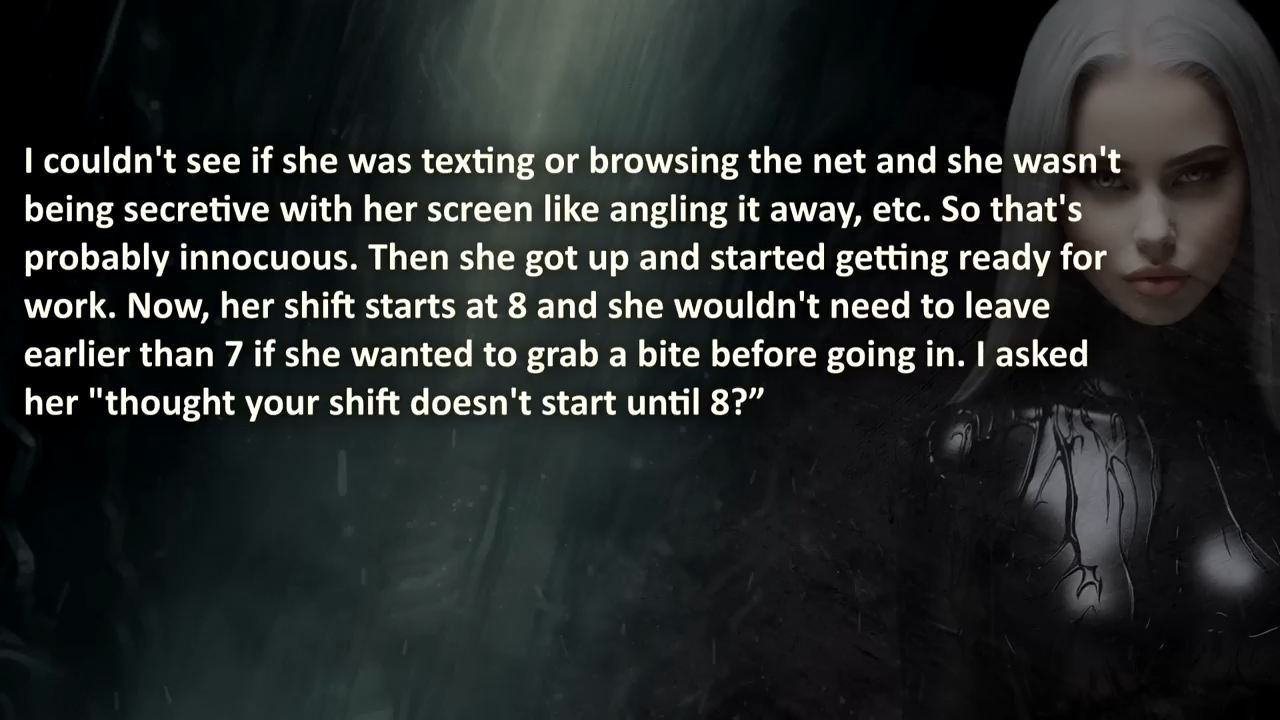 I couldn't see if she was texting or browsing the net and she wasn't
being secretive with her screen like angling it away, etc. So that's
probably innocuous. Then she got up and started getting ready for
work. Now, her shift starts at 8 and she wouldn't need to leave
earlier than 7 if she wanted to grab a bite before going in. I asked
her "thought your shift doesn't start until 8?”